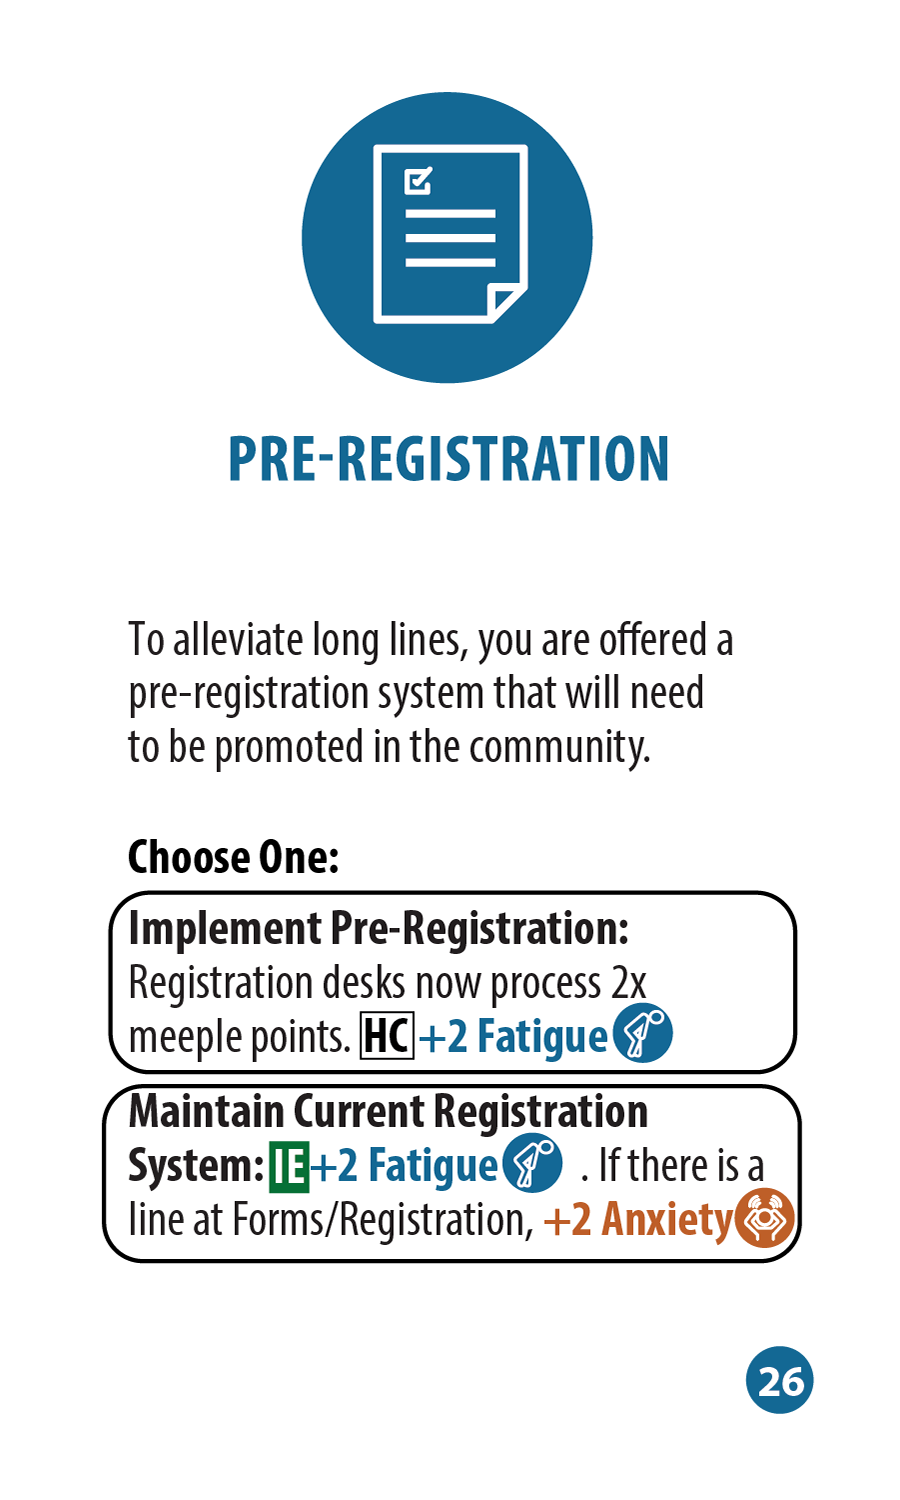 PRE-REGISTRATION
To alleviate long lines, you are offered a
pre-registration system that will need
to be promoted in the community.
Choose One:
Implement Pre-Registration:
Registration desks now process 2x
meeple points. HC +2 Fatigue
Maintain Current Registration
System: IE +2 Fatigue . If there is a
line at Forms/Registration, +2 Anxiety
26